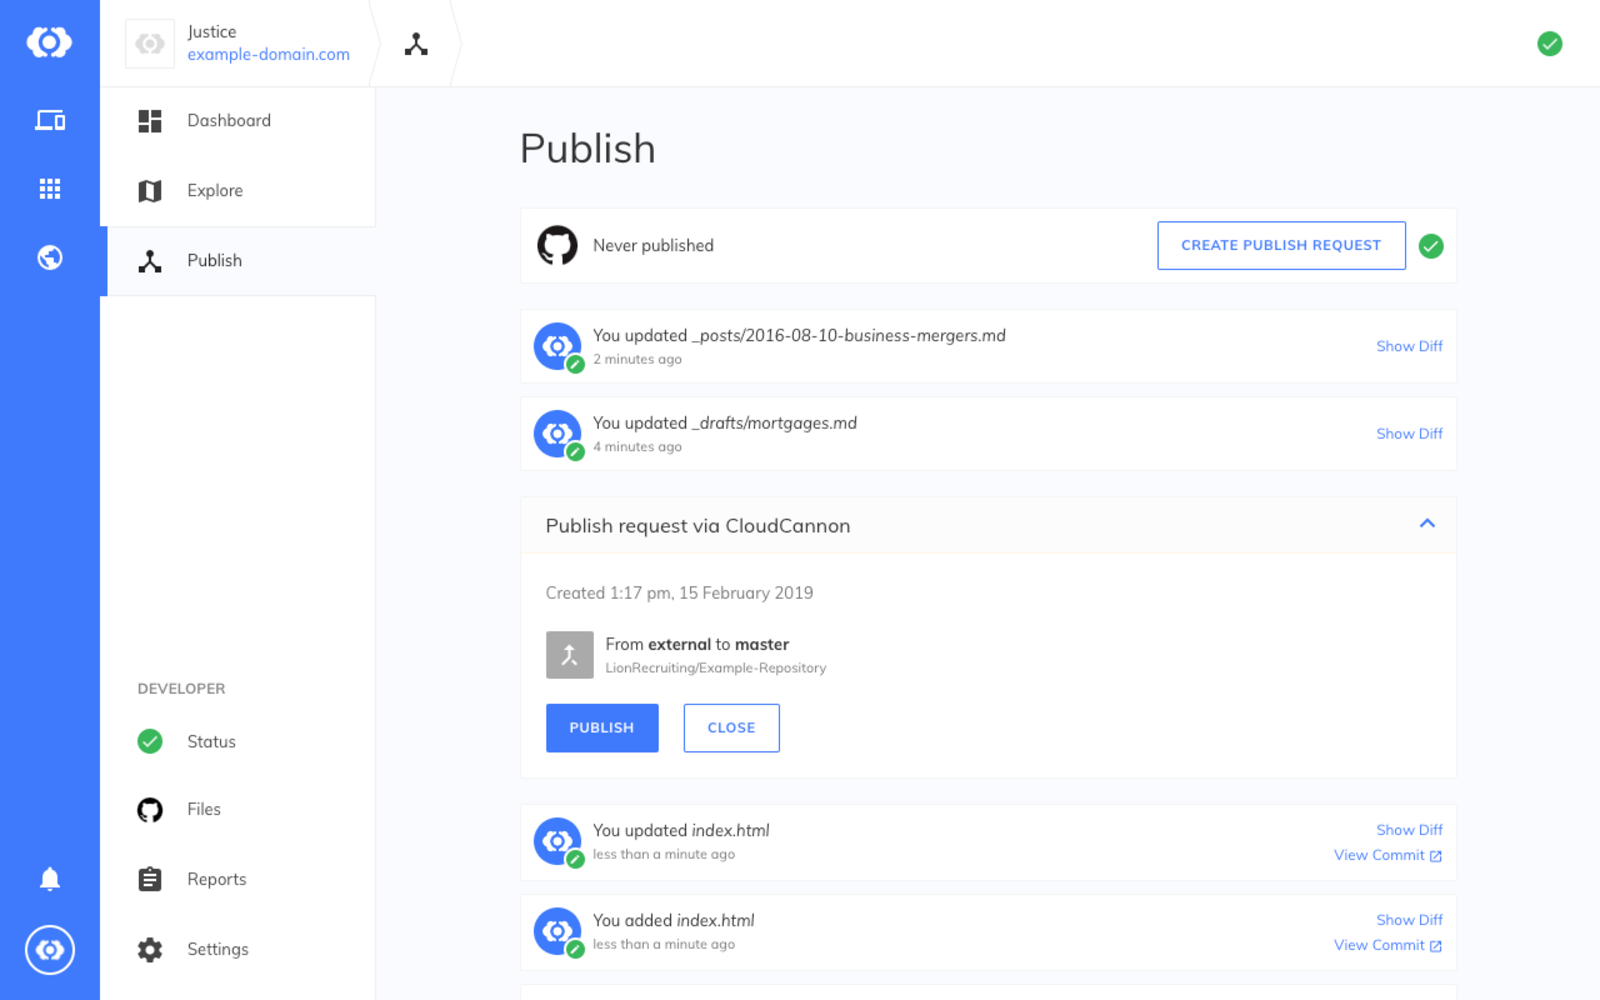 Justice
example-domain.com
Dashboard
Explore
Publish
DEVELOPER
Status
Files
Reports
Settings
Publish
Never published
CREATE PUBLISH REQUEST
You updated _posts/2016-08-10-business-mergers.md
2 minutes ago
Show Diff
You updated _drafts/mortgages.md
4 minutes ago
Show Diff
Publish request via CloudCannon
Created 1:17 pm, 15 February 2019
From external to master
LionRecruiting/Example-Repository
PUBLISH
CLOSE
You updated index.html
less than a minute ago
Show Diff
View Commit
You added index.html
less than a minute ago
Show Diff
View Commit